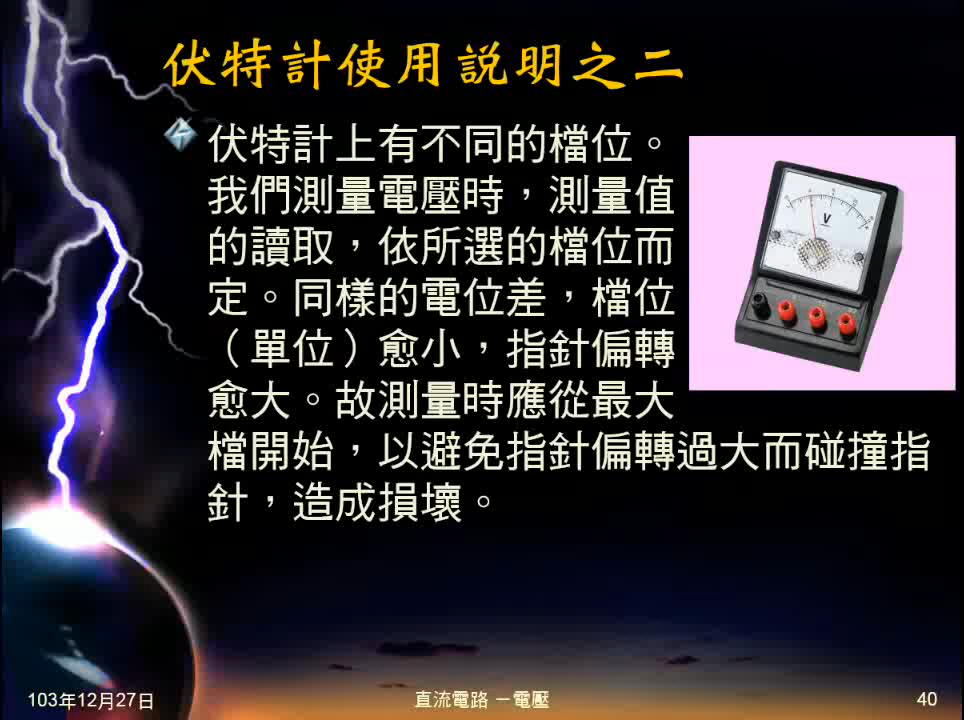 伏特計使用説明之二
伏特計上有不同的檔位。
我們測量電壓時，測量值
的讀取，依所選的檔位而
定。同樣的電位差，檔位
（單位）愈小，指針偏轉
愈大。故測量時應從最大
檔開始，以避免指針偏轉過大而碰撞指
針，造成損壞。
V
103年12月27日
直流電路 － 電壓
40